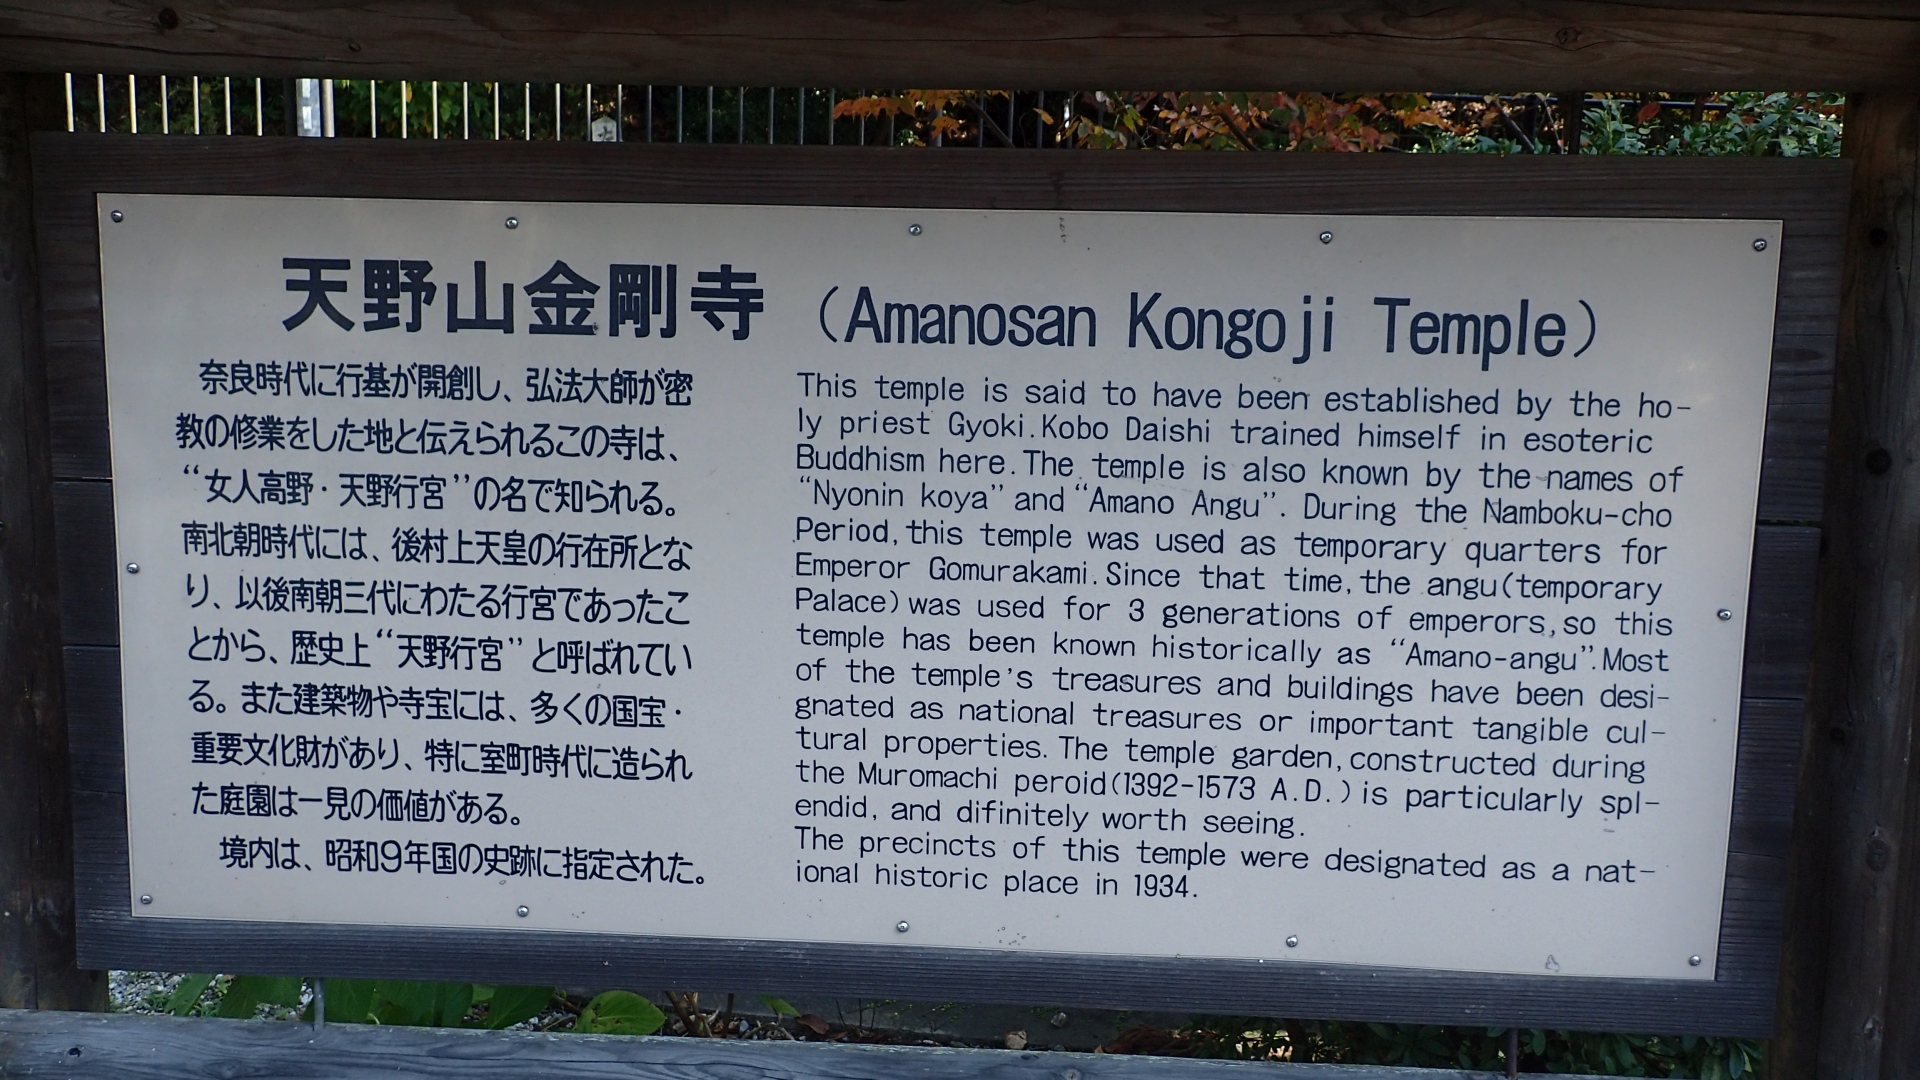 天野山金剛寺 (Amanosan Kongoji Temple)
奈良時代に行基が開創し、弘法大師が密
教の修業をした地と伝えられるこの寺は、
“女人高野・天野行宮”の名で知られる。
南北朝時代には、後村上天皇の行在所とな
り、以後南朝三代にわたる行宮であったこ
とから、歴史上“天野行宮”と呼ばれてい
る。また建築物や寺宝には、多くの国宝・
重要文化財があり、特に室町時代に造られ
た庭園は一見の価値がある。
境内は、昭和9年国の史跡に指定された。
This temple is said to have been established by the ho-
ly priest Gyoki.Kobo Daishi trained himself in esoteric
Buddhism here.The temple is also known by the names of
“Nyonin koya” and “Amano Angu”. During the Namboku-cho
Period,this temple was used as temporary quarters for
Emperor Gomurakami.Since that time,the angu(temporary
Palace)was used for 3 generations of emperors,so this
temple has been known historically as “Amano-angu”.Most
of the temple's treasures and buildings have been desi-
gnated as national treasures or important tangible cul-
tural properties. The temple garden,constructed during
the Muromachi peroid(1392-1573 A.D.)is particularly spl-
endid, and difinitely worth seeing.
The precincts of this temple were designated as a nat-
ional historic place in 1934.